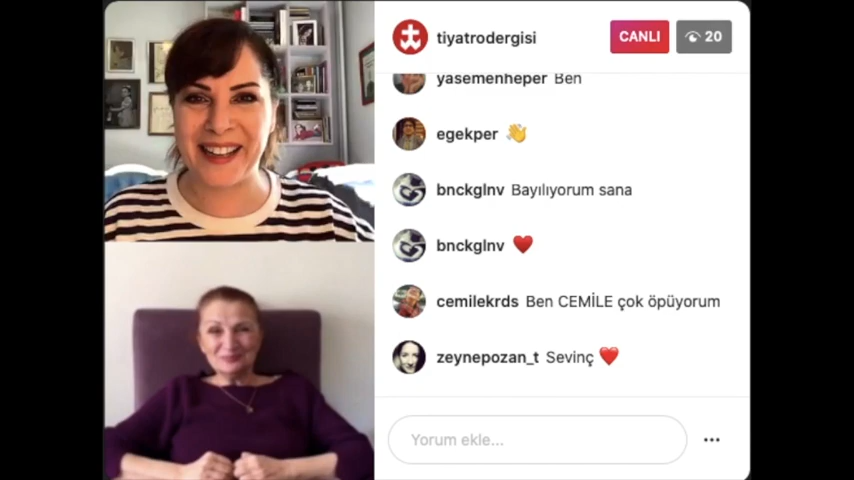 tiyatrodergisi
CANLI
20
yasemenheper Ben
egekper 👋
bnckglnv Bayılıyorum sana
bnckglnv ❤️
cemilekrds Ben CEMİLE çok öpüyorum
zeynepozan_t Sevinç ❤️
Yorum ekle...